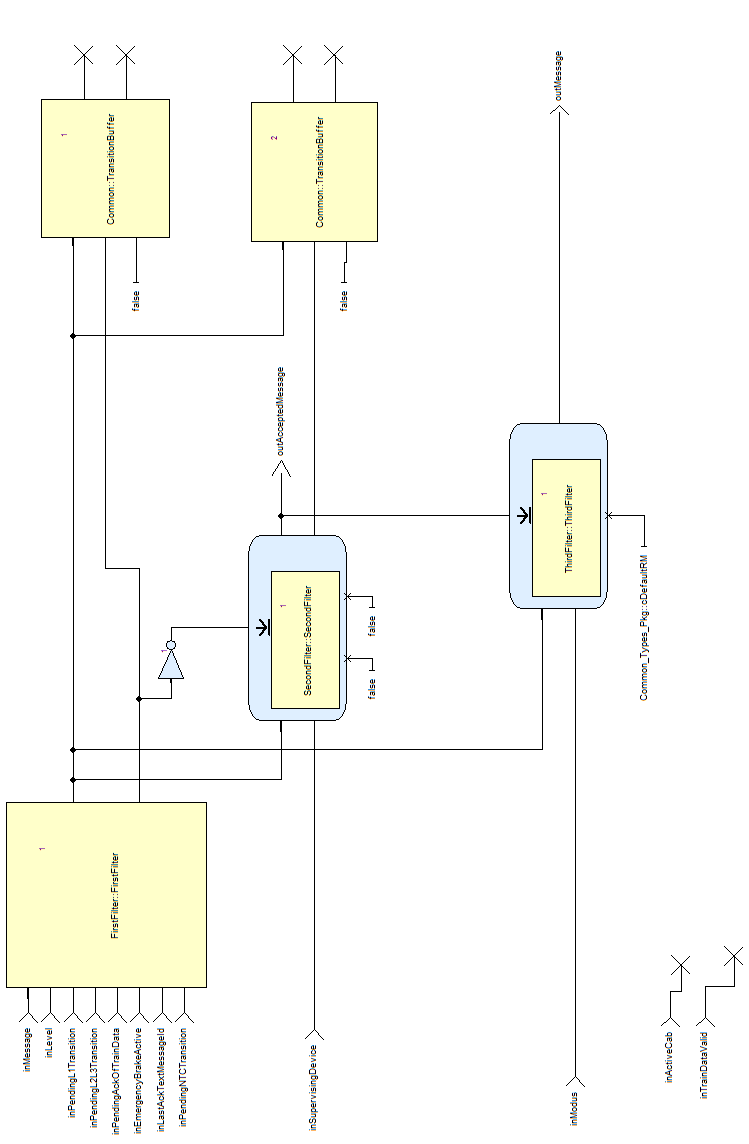 inMessage
inLevel
inPendingL1Transition
inPendingL2L3Transition
inPendingAckOfTrainData
inEmergencyBrakeActive
inLastAckTextMessageId
inPendingNTCTransition
1
FirstFilter::FirstFilter
inSupervisingDevice
inModus
inActiveCab
inTrainDataValid
1
1
SecondFilter::SecondFilter
false
false
outAcceptedMessage
1
ThirdFilter::ThirdFilter
Common_Types_Pkg::cDefaultRM
outMessage
1
Common::TransitionBuffer
false
2
Common::TransitionBuffer
false